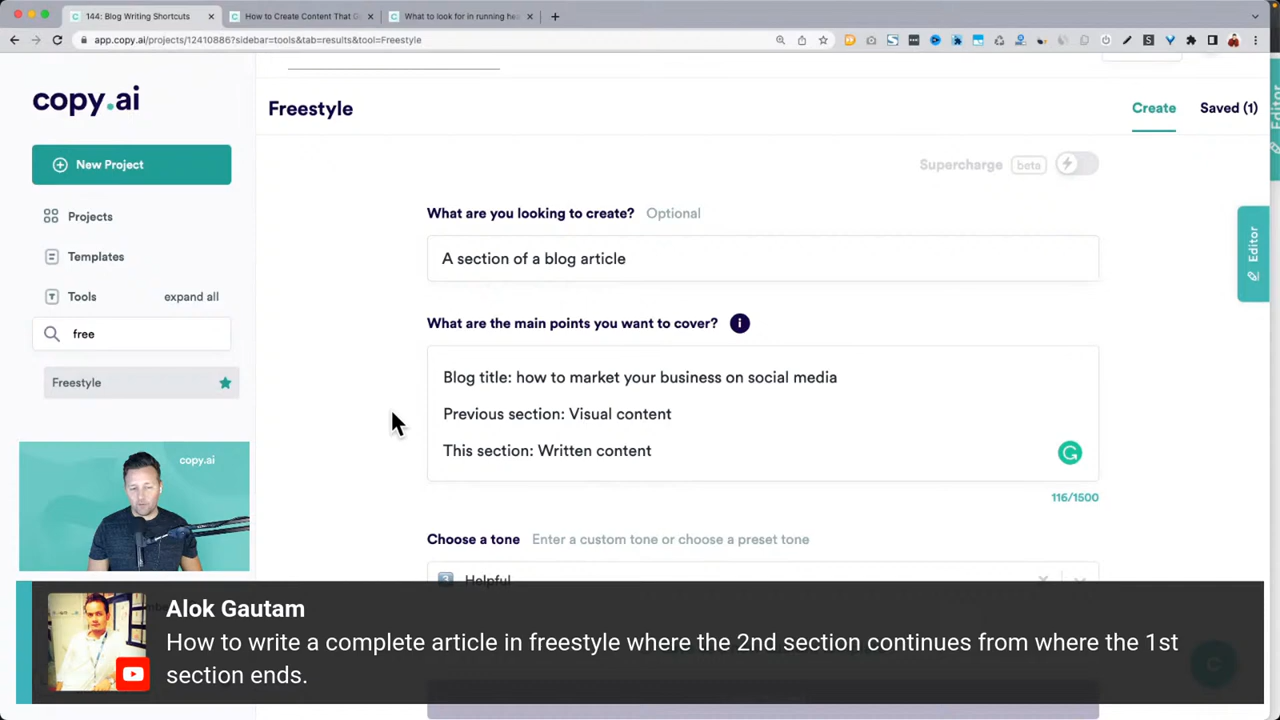 144: Blog Writing Shortcuts
How to Create Content That G
What to look for in running he
app.copy.ai/projects/12410886?sidebar=tools&tab=results&tool=Freestyle
copy.ai
Freestyle
Create
Saved (1)
Editor
New Project
Supercharge beta
What are you looking to create? Optional
Projects
A section of a blog article
Templates
Tools
expand all
What are the main points you want to cover?
free
Freestyle
Blog title: how to market your business on social media
Previous section: Visual content
This section: Written content
Editor
copy.ai
116/1500
Choose a tone Enter a custom tone or choose a preset tone
Helpful
Alok Gautam
How to write a complete article in freestyle where the 2nd section continues from where the 1st
section ends.